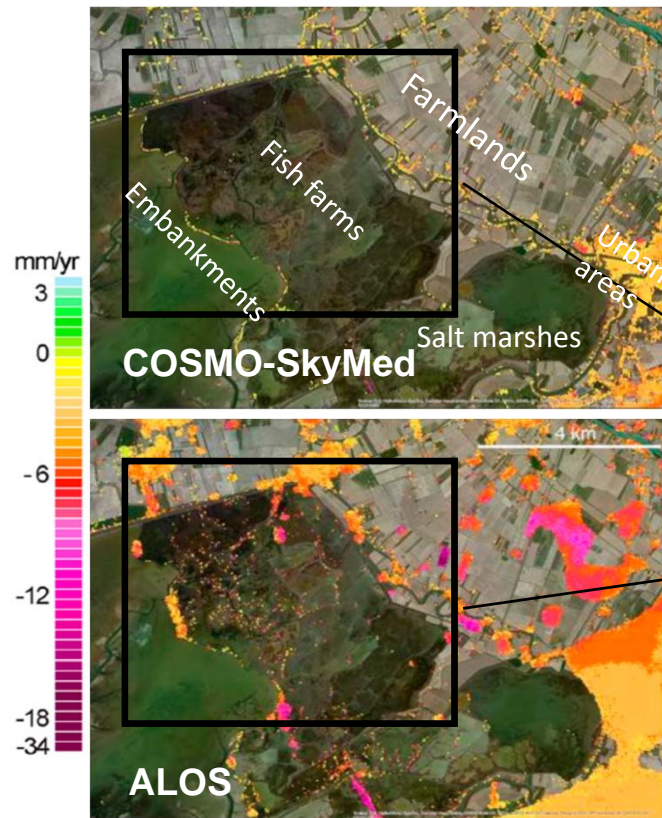 Farmlands
Fish farms
Embankments
Urban
areas
Salt marshes
COSMO-SkyMed
mm/yr
3
0
-6
-12
-18
-34
4 km
ALOS